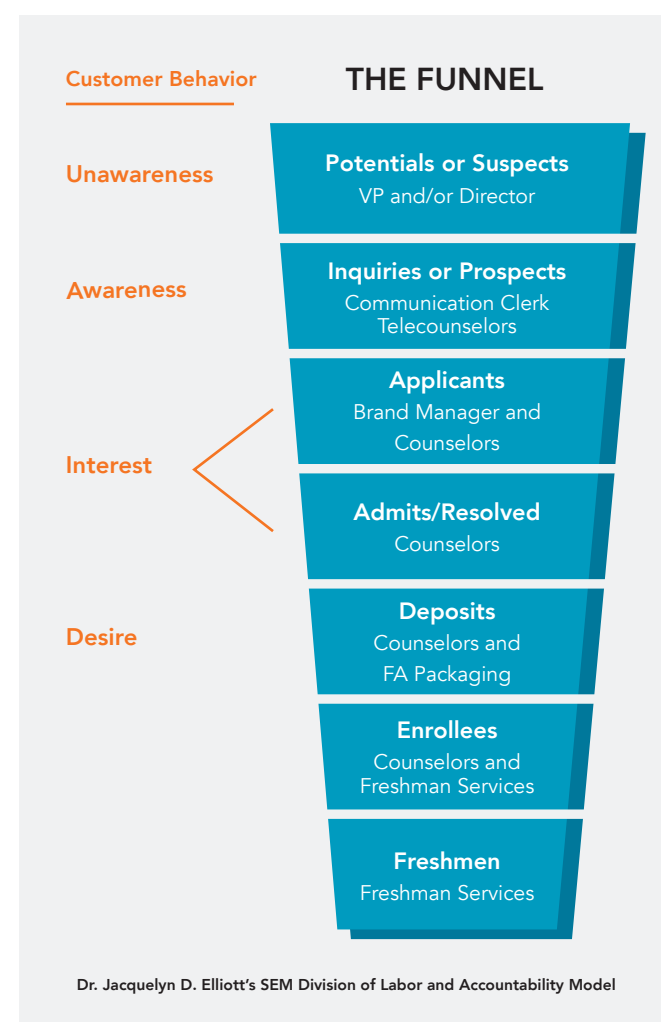 Customer Behavior
THE FUNNEL
Unawareness
Potentials or Suspects
VP and/or Director
Awareness
Inquiries or Prospects
Communication Clerk
Telecounselors
Applicants
Brand Manager and
Counselors
Interest
Admits/Resolved
Counselors
Desire
Deposits
Counselors and
FA Packaging
Enrollees
Counselors and
Freshman Services
Freshmen
Freshman Services
Dr. Jacquelyn D. Elliott’s SEM Division of Labor and Accountability Model